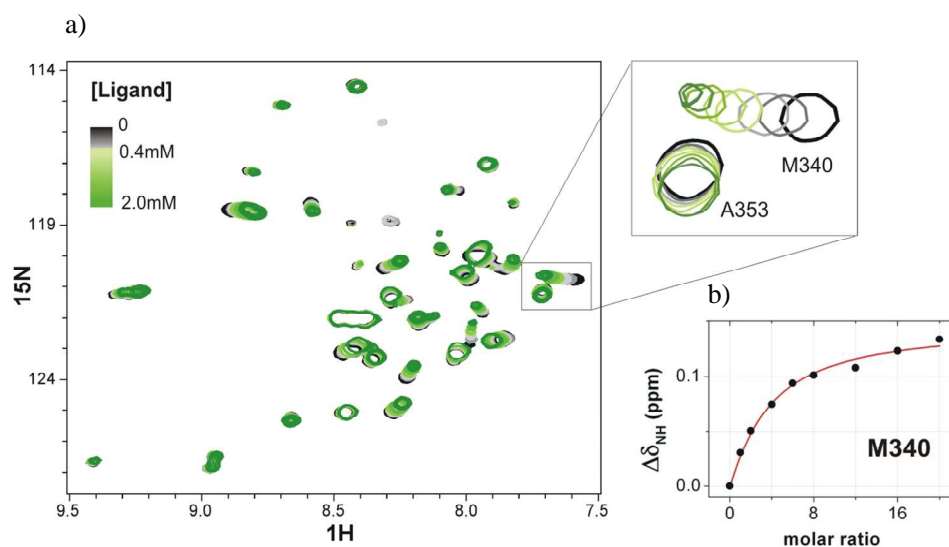 a)
114
119
15N
124
[Ligand]
0
0.4mM
2.0mM
9.5
9.0
8.5
8.0
7.5
1H
M340
A353
b)
0.1
0.0
ΔδNH (ppm)
M340
0
8
16
molar ratio